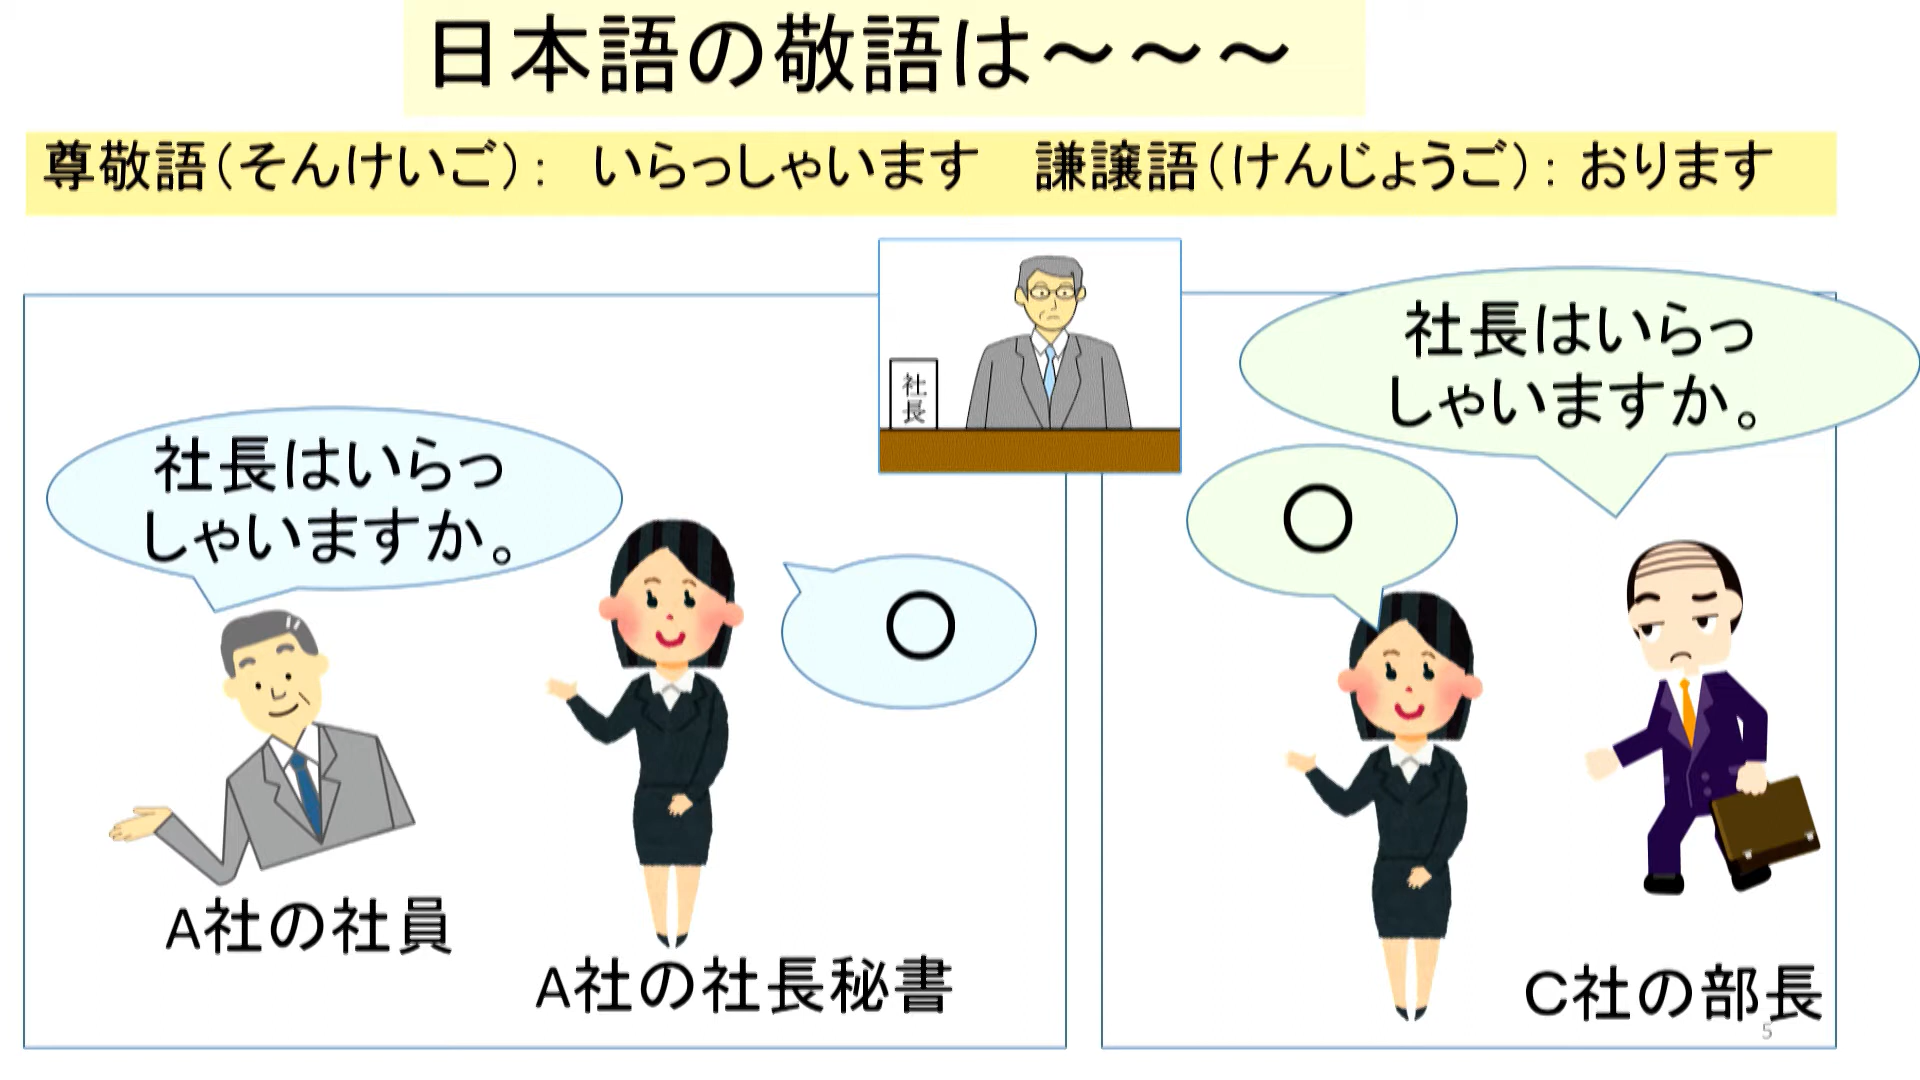 日本語の敬語は～～～
尊敬語（そんけいご）：　いらっしゃいます　謙譲語（けんじょうご）：おります
社長
社長はいらっ
しゃいますか。
〇
A社の社員
A社の社長秘書
社長はいらっ
しゃいますか。
〇
C社の部長
5